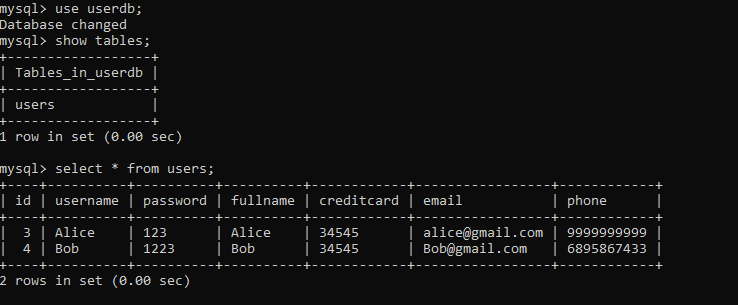 mysql> use userdb;
Database changed
mysql> show tables;
+------------------+
| Tables_in_userdb |
+------------------+
| users            |
+------------------+
1 row in set (0.00 sec)
mysql> select * from users;
+----+----------+----------+----------+------------+-----------------+------------+
| id | username | password | fullname | creditcard | email           | phone      |
+----+----------+----------+----------+------------+-----------------+------------+
|  3 | Alice    | 123      | Alice    | 34545      | alice@gmail.com | 9999999999 |
|  4 | Bob      | 1223     | Bob      | 34545      | Bob@gmail.com   | 6895867433 |
+----+----------+----------+----------+------------+-----------------+------------+
2 rows in set (0.00 sec)